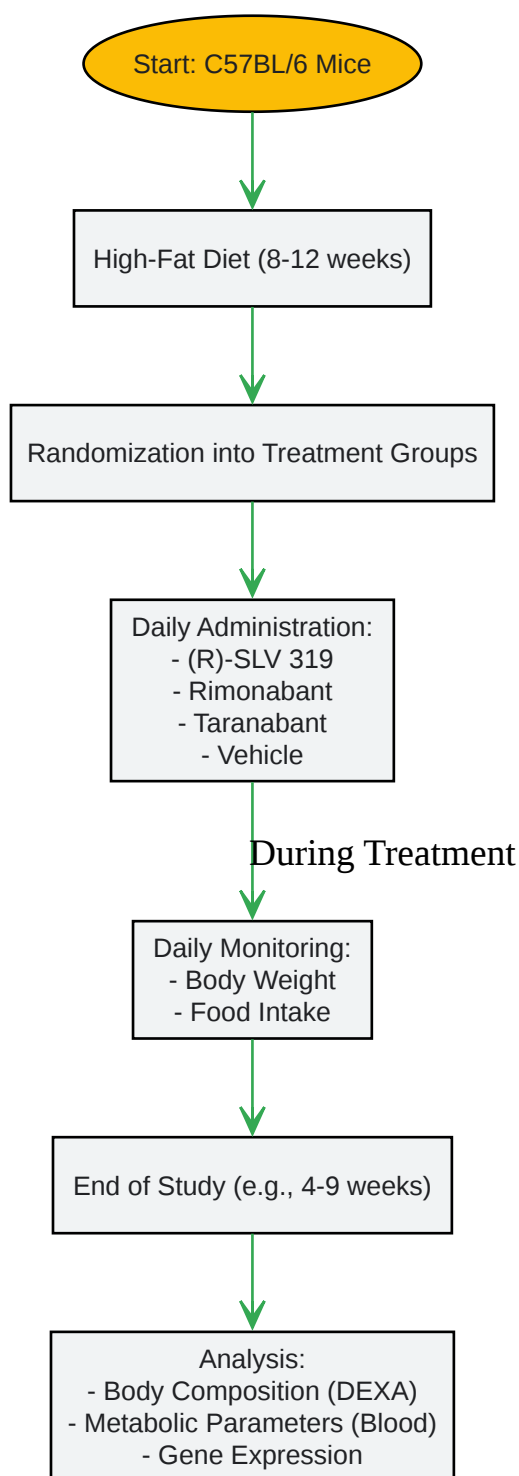 Start: C57BL/6 Mice
High-Fat Diet (8-12 weeks)
Randomization into Treatment Groups
Daily Administration:
- (R)-SLV 319
- Rimonabant
- Taranabant
- Vehicle
During Treatment
Daily Monitoring:
- Body Weight
- Food Intake
End of Study (e.g., 4-9 weeks)
Analysis:
- Body Composition (DEXA)
- Metabolic Parameters (Blood)
- Gene Expression